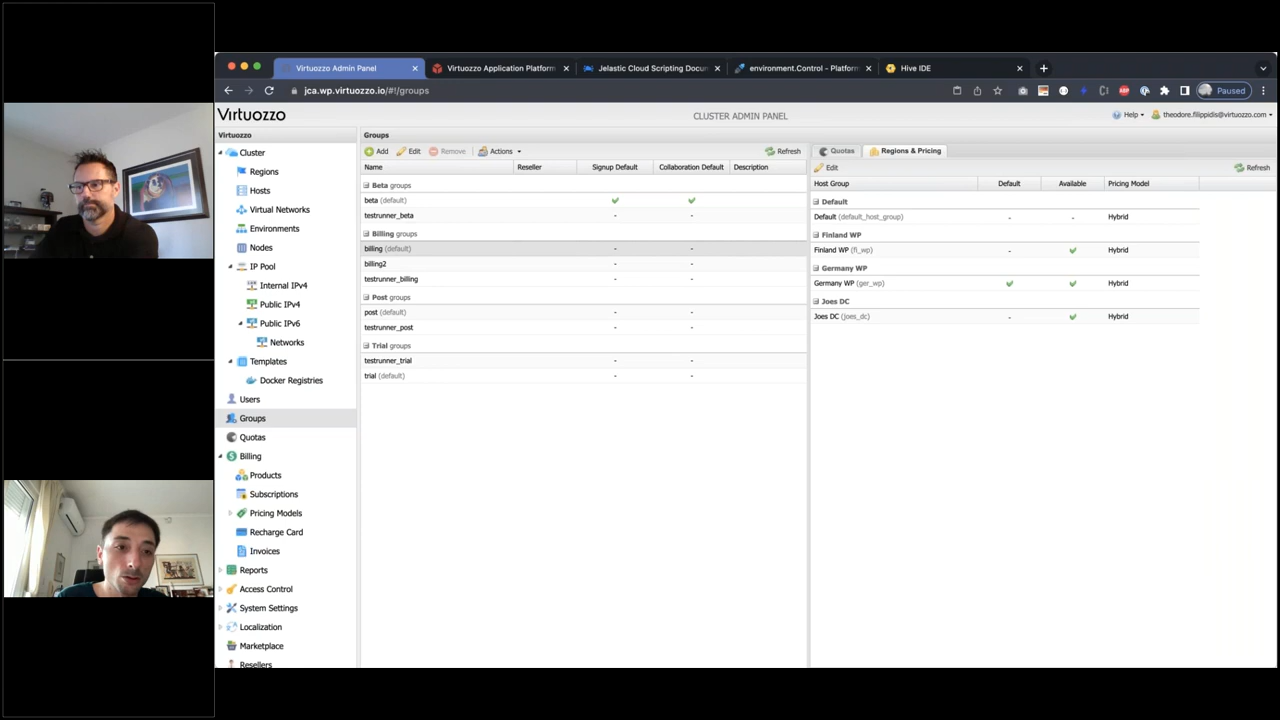 Virtuozzo Admin Panel
Virtuozzo Application Platform
Jelastic Cloud Scripting Docu
environment.Control - Platform
Hive IDE
jca.wp.virtuozzo.io/#!/groups
ABP
Paused
Virtuozzo
CLUSTER ADMIN PANEL
Help
theodore.filippidis@virtuozzo.com
Virtuozzo
Cluster
Regions
Hosts
Virtual Networks
Environments
Nodes
IP Pool
Internal IPv4
Public IPv4
Public IPv6
Networks
Templates
Docker Registries
Users
Groups
Quotas
Billing
Products
Subscriptions
Pricing Models
Recharge Card
Invoices
Reports
Access Control
System Settings
Localization
Marketplace
Resellers
Groups
Add Edit Remove Actions Refresh
Name Reseller Signup Default Collaboration Default Description
Beta groups
beta (default)
testrunner_beta - -
Billing groups
billing (default) - -
billing2 - -
testrunner_billing - -
Post groups
post (default) - -
testrunner_post - -
Trial groups
testrunner_trial - -
trial (default) - -
Quotas Regions & Pricing
Edit Refresh
Host Group Default Available Pricing Model
Default
Default (default_host_group) - - Hybrid
Finland WP
Finland WP (fi_wp) - Hybrid
Germany WP
Germany WP (ger_wp) Hybrid
Joes DC
Joes DC (joes_dc) - Hybrid